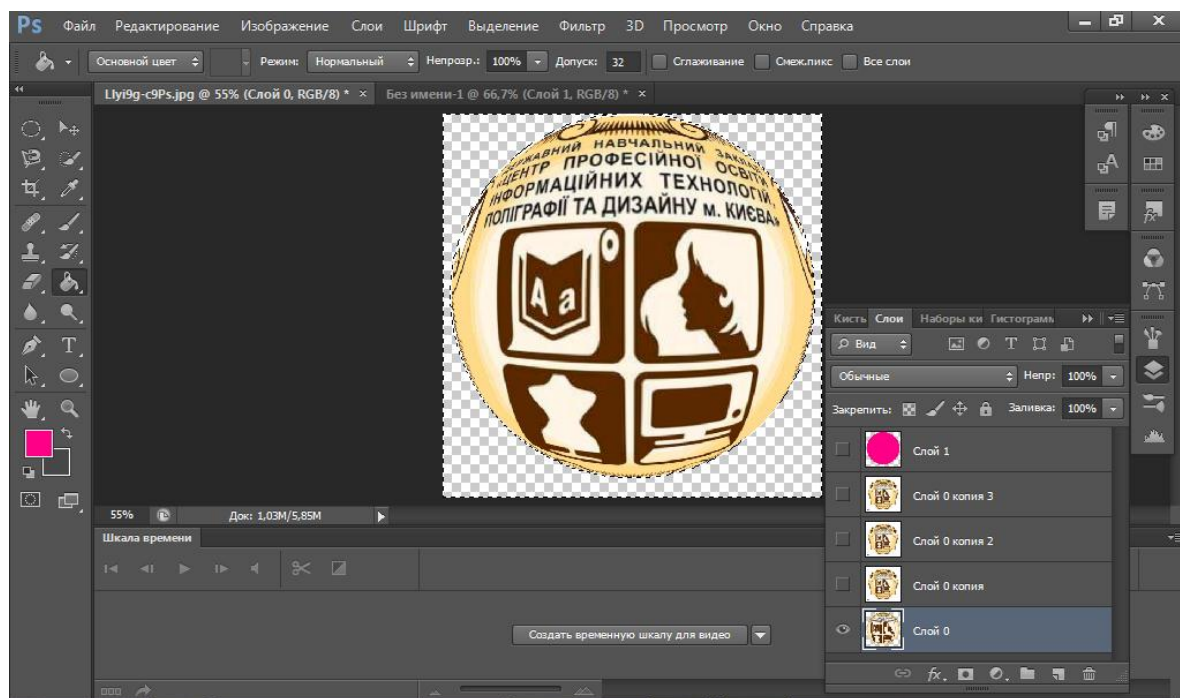 Ps Файл Редактирование Изображение Слои Шрифт Выделение Фильтр 3D Просмотр Окно Справка
Основной цвет Режим: Нормальный Непрозр.: 100% Допуск: 32 Сглаживание Смеж.пикс Все слои
LIyi9g-c9Ps.jpg @ 55% (Слой 0, RGB/8) * × Без имени-1 @ 66,7% (Слой 1, RGB/8) * ×
ДЕРЖАВНИЙ НАВЧАЛЬНИЙ
«ЦЕНТР ПРОФЕСІЙНОЇ ОСВІТИ
ІНФОРМАЦІЙНИХ ТЕХНОЛОГІЙ,
ПОЛІГРАФІЇ ТА ДИЗАЙНУ м. КИЄВА»
A a
Кисть Слои Наборы ки Гистограмм
Вид
Обычные Непр: 100%
Закрепить: Заливка: 100%
Слой 1
Слой 0 копия 3
Слой 0 копия 2
Слой 0 копия
Слой 0
fx
55% Док: 1,03M/5,85M
Шкала времени
Создать временную шкалу для видео